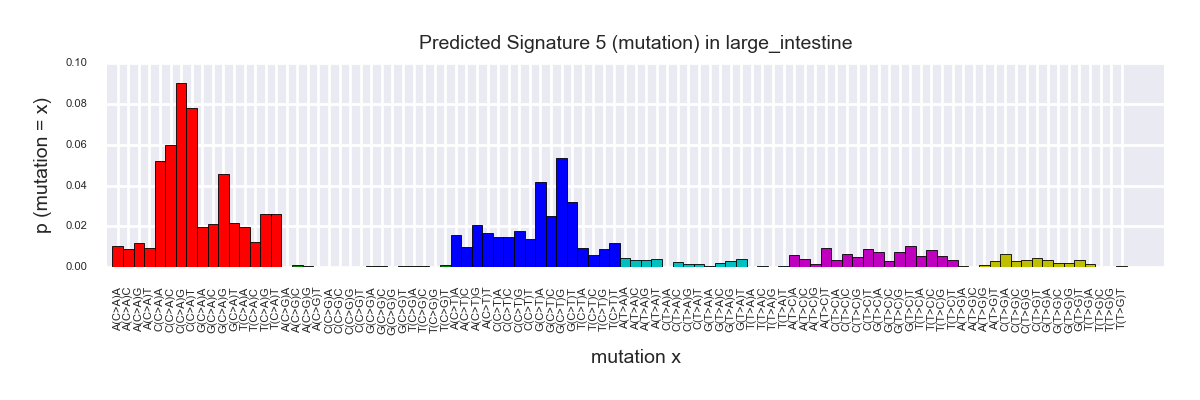 Predicted Signature 5 (mutation) in large_intestine
p (mutation = x)
0.10
0.08
0.06
0.04
0.02
0.00
A(C>A)A
A(C>A)C
A(C>A)G
A(C>A)T
C(C>A)A
C(C>A)C
C(C>A)G
C(C>A)T
G(C>A)A
G(C>A)C
G(C>A)G
G(C>A)T
T(C>A)A
T(C>A)C
T(C>A)G
T(C>A)T
A(C>G)A
A(C>G)C
A(C>G)G
A(C>G)T
C(C>G)A
C(C>G)C
C(C>G)G
C(C>G)T
G(C>G)A
G(C>G)C
G(C>G)G
G(C>G)T
T(C>G)A
T(C>G)C
T(C>G)G
T(C>G)T
A(C>T)A
A(C>T)C
A(C>T)G
A(C>T)T
C(C>T)A
C(C>T)C
C(C>T)G
C(C>T)T
G(C>T)A
G(C>T)C
G(C>T)G
G(C>T)T
T(C>T)A
T(C>T)C
T(C>T)G
T(C>T)T
A(T>A)A
A(T>A)C
A(T>A)G
A(T>A)T
C(T>A)A
C(T>A)C
C(T>A)G
C(T>A)T
G(T>A)A
G(T>A)C
G(T>A)G
G(T>A)T
T(T>A)A
T(T>A)C
T(T>A)G
T(T>A)T
A(T>C)A
A(T>C)C
A(T>C)G
A(T>C)T
C(T>C)A
C(T>C)C
C(T>C)G
C(T>C)T
G(T>C)A
G(T>C)C
G(T>C)G
G(T>C)T
T(T>C)A
T(T>C)C
T(T>C)G
T(T>C)T
A(T>G)A
A(T>G)C
A(T>G)G
A(T>G)T
C(T>G)A
C(T>G)C
C(T>G)G
C(T>G)T
G(T>G)A
G(T>G)C
G(T>G)G
G(T>G)T
T(T>G)A
T(T>G)C
T(T>G)G
T(T>G)T
mutation x